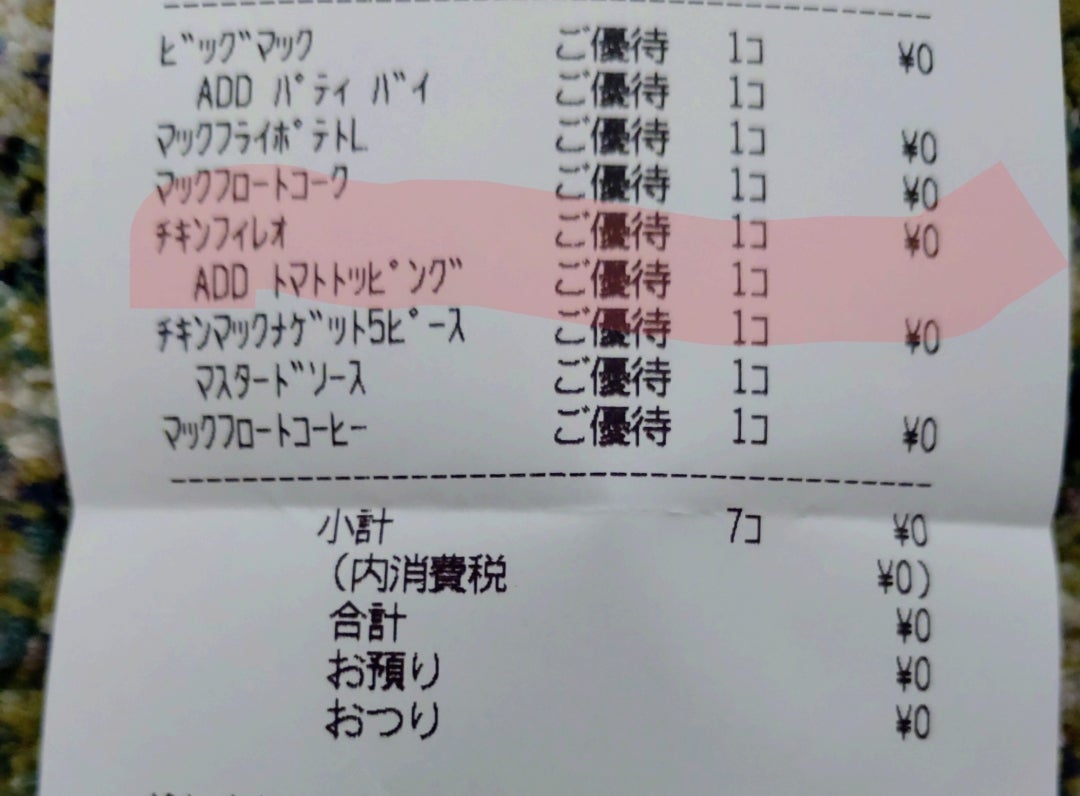 ビッグマック ご優待 1コ ¥0
ADD パティ バイ ご優待 1コ
マックフライポテトL ご優待 1コ ¥0
マックフロートコーク ご優待 1コ ¥0
チキンフィレオ ご優待 1コ ¥0
ADD トマトトッピング ご優待 1コ
チキンマックナゲット5ピース ご優待 1コ ¥0
マスタードソース ご優待 1コ
マックフロートコーヒー ご優待 1コ ¥0
小計 7コ ¥0
(内消費税 ¥0)
合計 ¥0
お預り ¥0
おつり ¥0